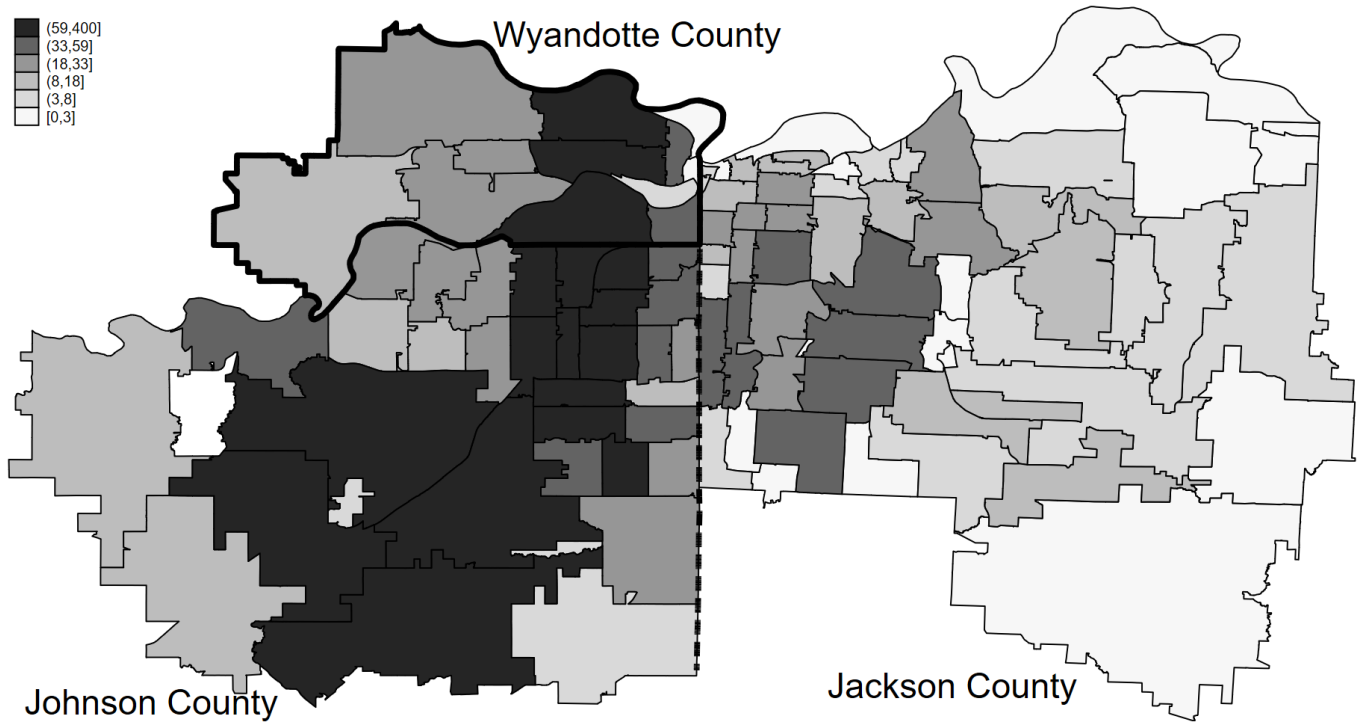 Wyandotte County
(59,400]
(33,59]
(18,33]
(8,18]
(3,8]
[0,3]
Johnson County
Jackson County